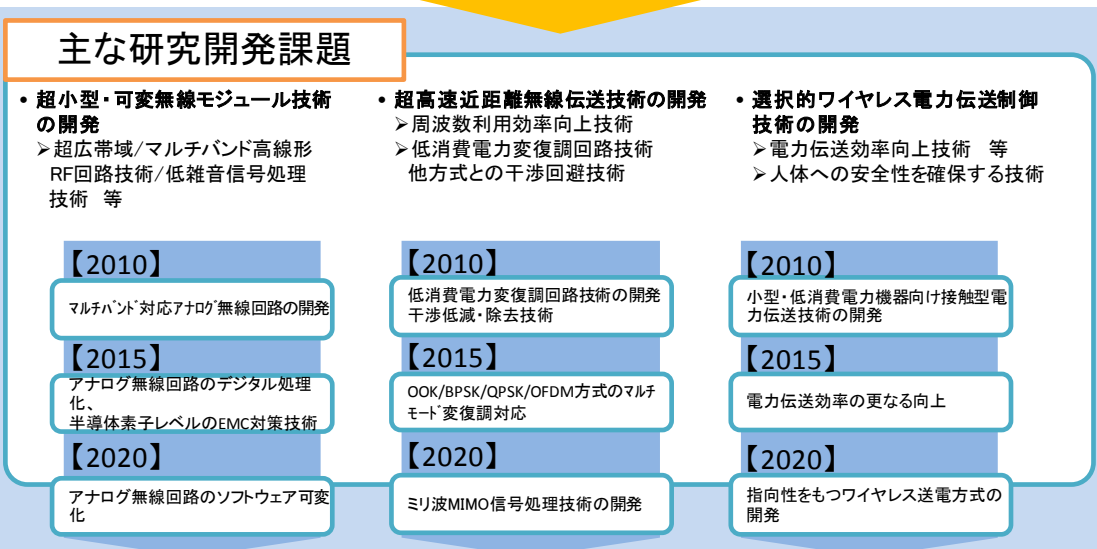 主な研究開発課題
• 超小型・可変無線モジュール技術
の開発
➢超広帯域/マルチバンド高線形
RF回路技術/低雑音信号処理
技術 等
【2010】
ﾏﾙﾁﾊﾞﾝﾄﾞ対応ｱﾅﾛｸﾞ無線回路の開発
【2015】
アナログ無線回路のデジタル処理
化、
半導体素子レベルのEMC対策技術
【2020】
アナログ無線回路のソフトウェア可変
化
• 超高速近距離無線伝送技術の開発
➢周波数利用効率向上技術
➢低消費電力変復調回路技術
他方式との干渉回避技術
【2010】
低消費電力変復調回路技術の開発
干渉低減・除去技術
【2015】
OOK/BPSK/QPSK/OFDM方式のﾏﾙﾁ
ﾓｰﾄﾞ変復調対応
【2020】
ミリ波MIMO信号処理技術の開発
• 選択的ワイヤレス電力伝送制御
技術の開発
➢電力伝送効率向上技術 等
➢人体への安全性を確保する技術
【2010】
小型・低消費電力機器向け接触型電
力伝送技術の開発
【2015】
電力伝送効率の更なる向上
【2020】
指向性をもつワイヤレス送電方式の
開発